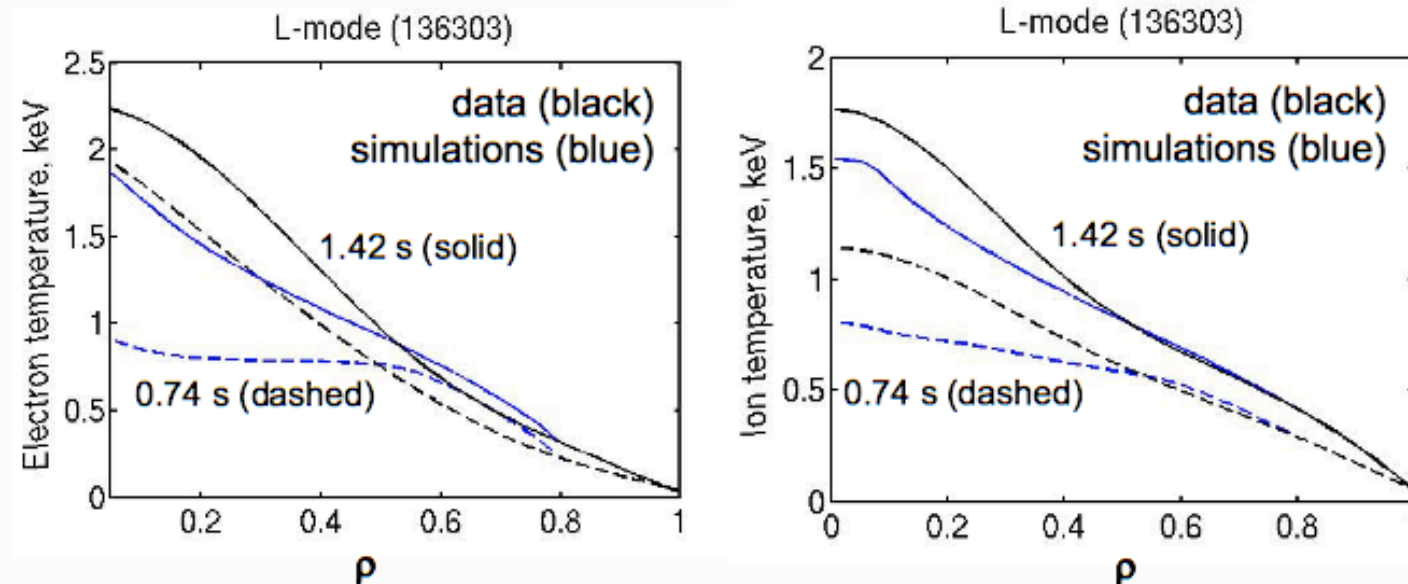 L-mode (136303)
Electron temperature, keV
2.5
2
1.5
1
0.5
0
data (black)
simulations (blue)
1.42 s (solid)
0.74 s (dashed)
0.2 0.4 0.6 0.8 1
ρ
L-mode (136303)
Ion temperature, keV
2
1.5
1
0.5
0
data (black)
simulations (blue)
1.42 s (solid)
0.74 s (dashed)
0 0.2 0.4 0.6 0.8 1
ρ